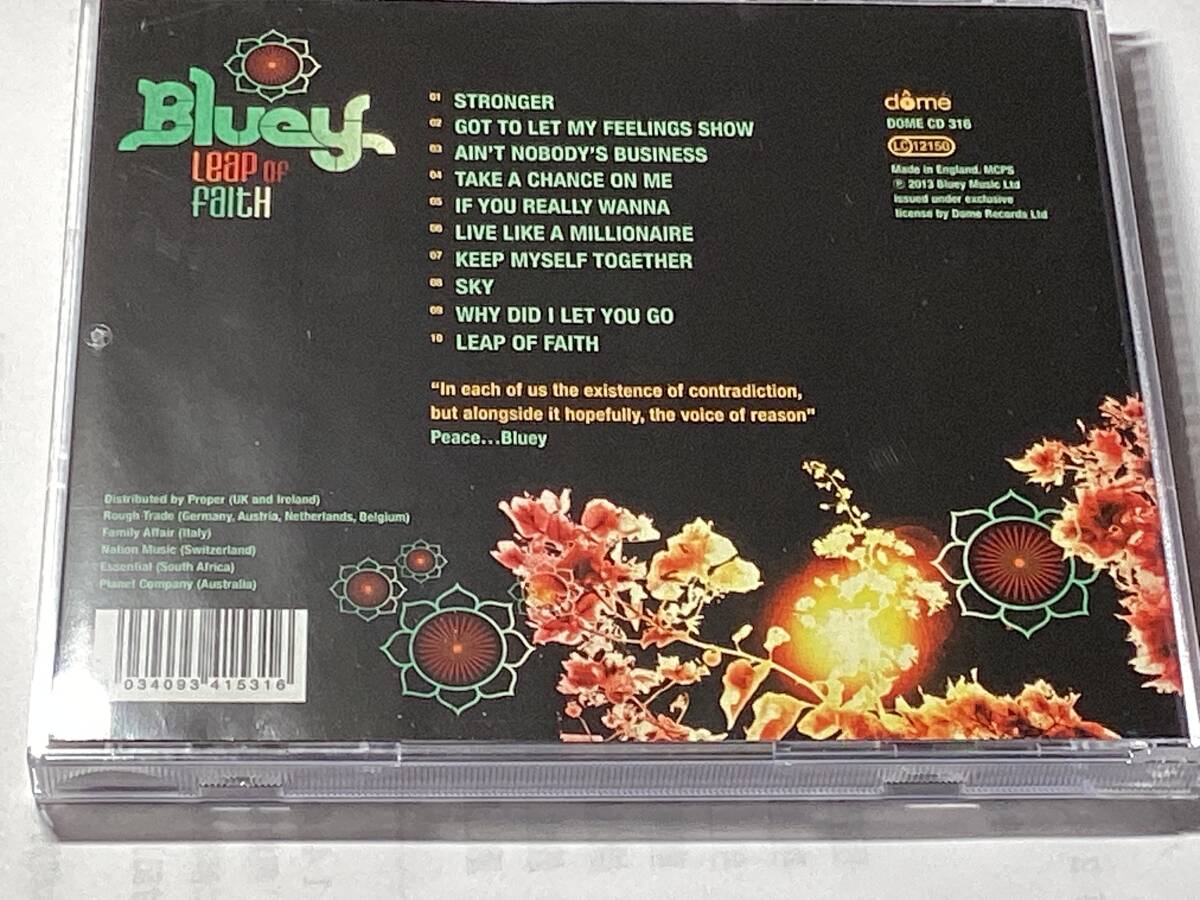 Bluey
LEAP OF
FAITH
01 STRONGER
02 GOT TO LET MY FEELINGS SHOW
03 AIN'T NOBODY'S BUSINESS
04 TAKE A CHANCE ON ME
05 IF YOU REALLY WANNA
06 LIVE LIKE A MILLIONAIRE
07 KEEP MYSELF TOGETHER
08 SKY
09 WHY DID I LET YOU GO
10 LEAP OF FAITH
"In each of us the existence of contradiction,
but alongside it hopefully, the voice of reason"
Peace...Bluey
dôme
DOME CD 316
LC 12150
Made in England. MCPS
℗ 2013 Bluey Music Ltd
issued under exclusive
license by Dome Records Ltd
Distributed by Proper (UK and Ireland)
Rough Trade (Germany, Austria, Netherlands, Belgium)
Family Affair (Italy)
Nation Music (Switzerland)
Essential (South Africa)
Planet Company (Australia)
034093 415316